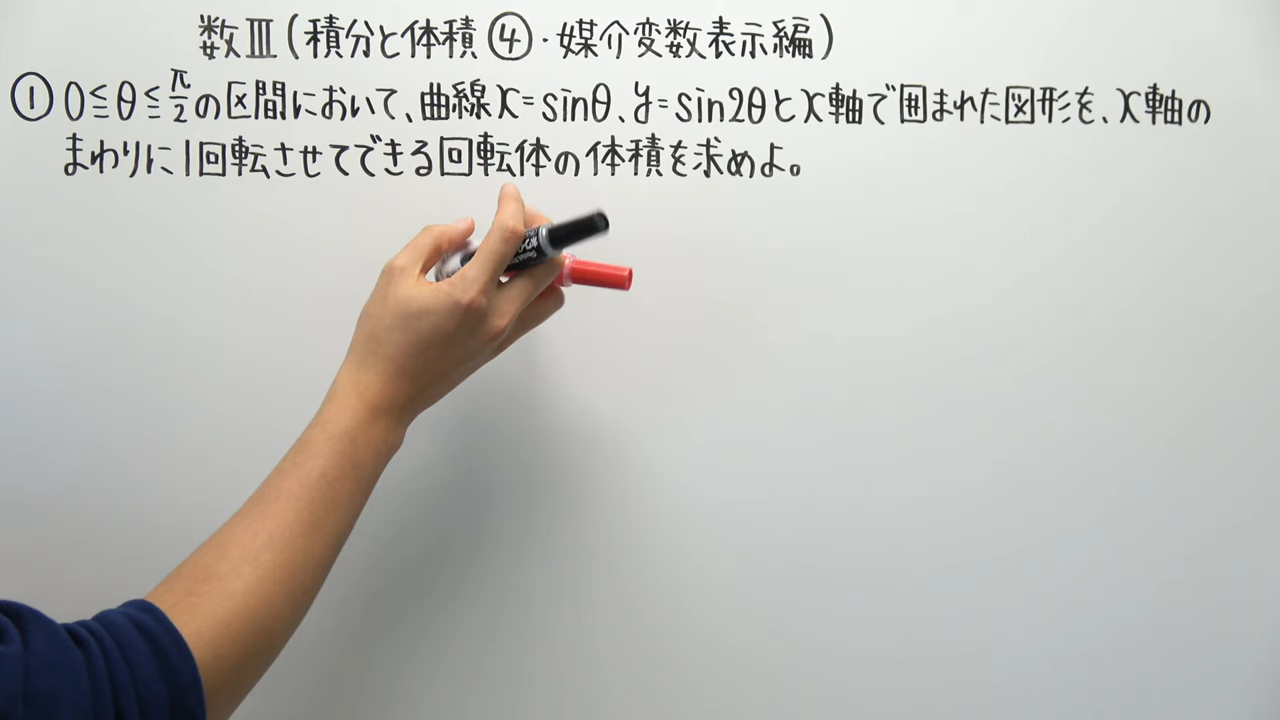 数Ⅲ(積分と体積④・媒介変数表示編)
① 0≦θ≦π/2の区間において、曲線x=sinθ、y=sin2θとx軸で囲まれた図形を、x軸の
まわりに1回転させてできる回転体の体積を求めよ。